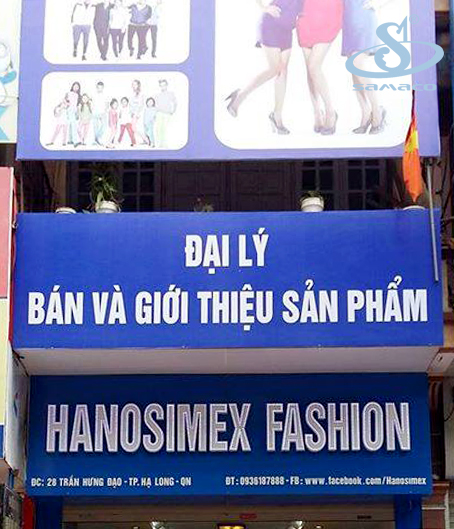 samaco
ĐẠI LÝ
BÁN VÀ GIỚI THIỆU SẢN PHẨM
HANOSIMEX FASHION
ĐC: 28 TRẦN HƯNG ĐẠO - TP. HẠ LONG - QN ĐT: 0936187888 - FB: www.facebook.com/Hanosimex